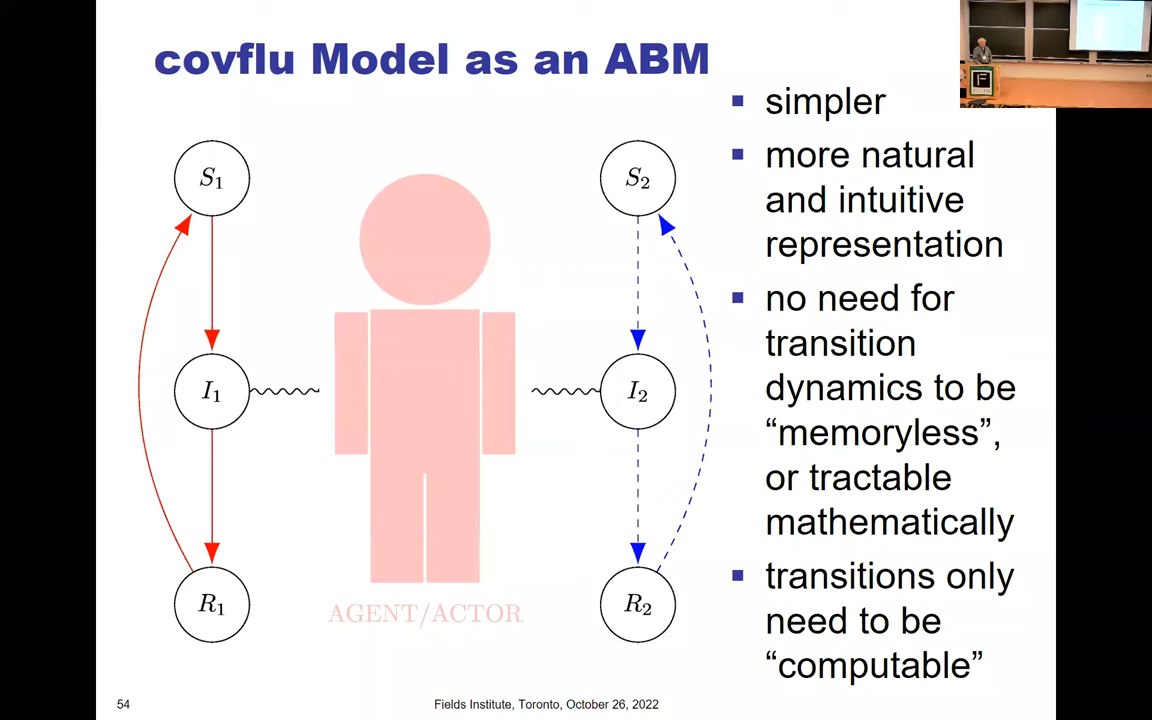 covflu Model as an ABM
S1
I1
R1
AGENT/ACTOR
S2
I2
R2
▪ simpler
▪ more natural
and intuitive
representation
▪ no need for
transition
dynamics to be
“memoryless”,
or tractable
mathematically
▪ transitions only
need to be
“computable”
54
Fields Institute, Toronto, October 26, 2022